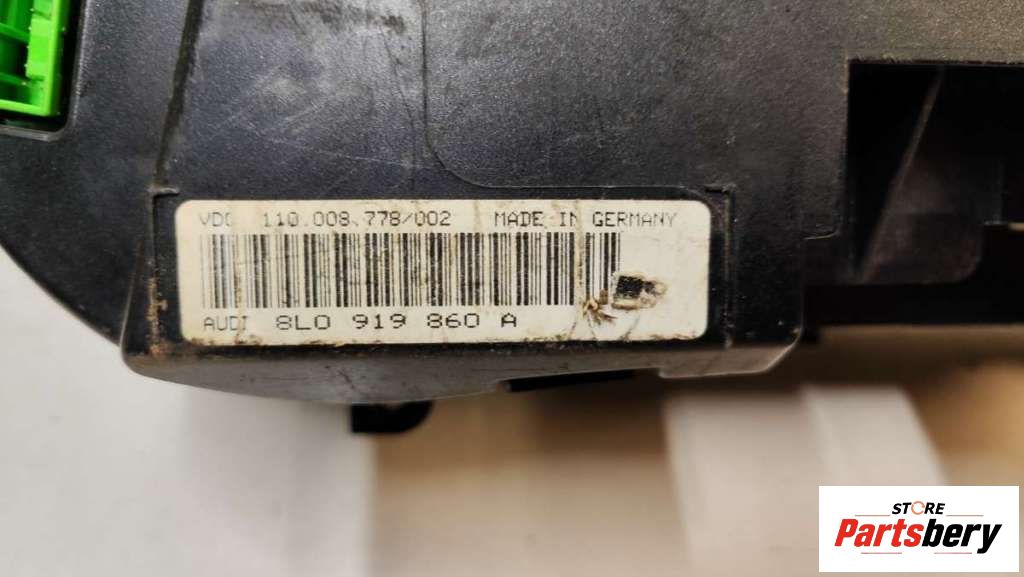 VDO 110.008.778/002 MADE IN GERMANY
AUDI 8L0 919 860 A
STORE
Partsbery